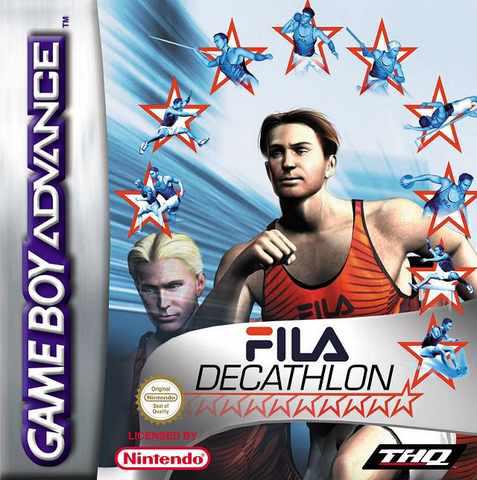 GAME BOY ADVANCE TM
FILA
FILA
DECATHLON
Original
Nintendo
Seal of
Quality
LICENSED BY
Nintendo
THQ